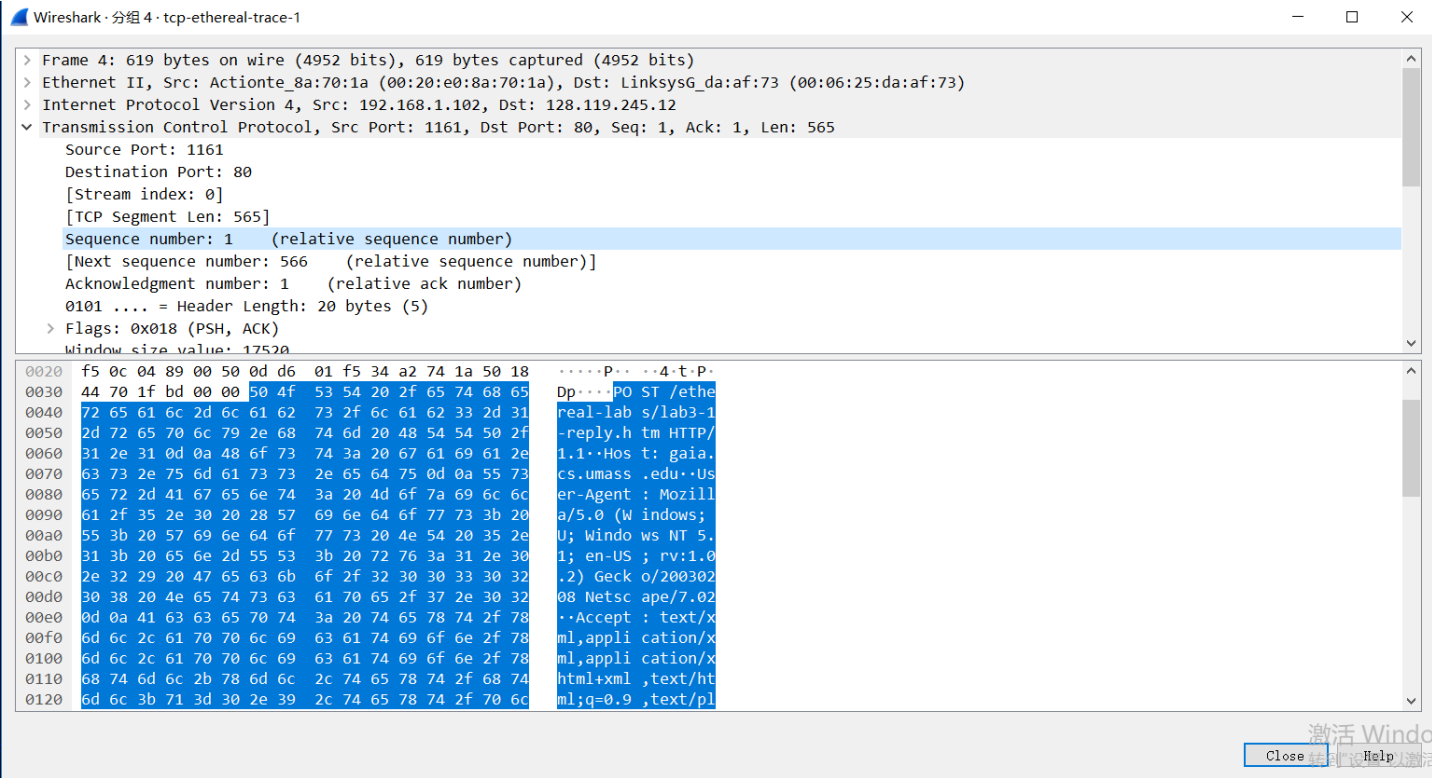 Wireshark · 分组 4 · tcp-ethereal-trace-1
Frame 4: 619 bytes on wire (4952 bits), 619 bytes captured (4952 bits)
Ethernet II, Src: Actionte_8a:70:1a (00:20:e0:8a:70:1a), Dst: LinksysG_da:af:73 (00:06:25:da:af:73)
Internet Protocol Version 4, Src: 192.168.1.102, Dst: 128.119.245.12
Transmission Control Protocol, Src Port: 1161, Dst Port: 80, Seq: 1, Ack: 1, Len: 565
Source Port: 1161
Destination Port: 80
[Stream index: 0]
[TCP Segment Len: 565]
Sequence number: 1    (relative sequence number)
[Next sequence number: 566    (relative sequence number)]
Acknowledgment number: 1    (relative ack number)
0101 .... = Header Length: 20 bytes (5)
Flags: 0x018 (PSH, ACK)
Window size value: 17520
0020 f5 0c 04 89 00 50 0d d6 01 f5 34 a2 74 1a 50 18 ·····P·· ··4·t·P·
0030 44 70 1f bd 00 00 50 4f 53 54 20 2f 65 74 68 65 Dp····PO ST /ethe
0040 72 65 61 6c 2d 6c 61 62 73 2f 6c 61 62 33 2d 31 real-lab s/lab3-1
0050 2d 72 65 70 6c 79 2e 68 74 6d 20 48 54 54 50 2f -reply.h tm HTTP/
0060 31 2e 31 0d 0a 48 6f 73 74 3a 20 67 61 69 61 2e 1.1··Hos t: gaia.
0070 63 73 2e 75 6d 61 73 73 2e 65 64 75 0d 0a 55 73 cs.umass .edu··Us
0080 65 72 2d 41 67 65 6e 74 3a 20 4d 6f 7a 69 6c 6c er-Agent : Mozill
0090 61 2f 35 2e 30 20 28 57 69 6e 64 6f 77 73 3b 20 a/5.0 (W indows;
00a0 55 3b 20 57 69 6e 64 6f 77 73 20 4e 54 20 35 2e U; Windo ws NT 5.
00b0 31 3b 20 65 6e 2d 55 53 3b 20 72 76 3a 31 2e 30 1; en-US ; rv:1.0
00c0 2e 32 29 20 47 65 63 6b 6f 2f 32 30 30 33 30 32 .2) Geck o/200302
00d0 30 38 20 4e 65 74 73 63 61 70 65 2f 37 2e 30 32 08 Netsc ape/7.02
00e0 0d 0a 41 63 63 65 70 74 3a 20 74 65 78 74 2f 78 ··Accept : text/x
00f0 6d 6c 2c 61 70 70 6c 69 63 61 74 69 6f 6e 2f 78 ml,appli cation/x
0100 6d 6c 2c 61 70 70 6c 69 63 61 74 69 6f 6e 2f 78 ml,appli cation/x
0110 68 74 6d 6c 2b 78 6d 6c 2c 74 65 78 74 2f 68 74 html+xml ,text/ht
0120 6d 6c 3b 71 3d 30 2e 39 2c 74 65 78 74 2f 70 6c ml;q=0.9 ,text/pl
激活 Windo
Close Help
转到"设置"以激活